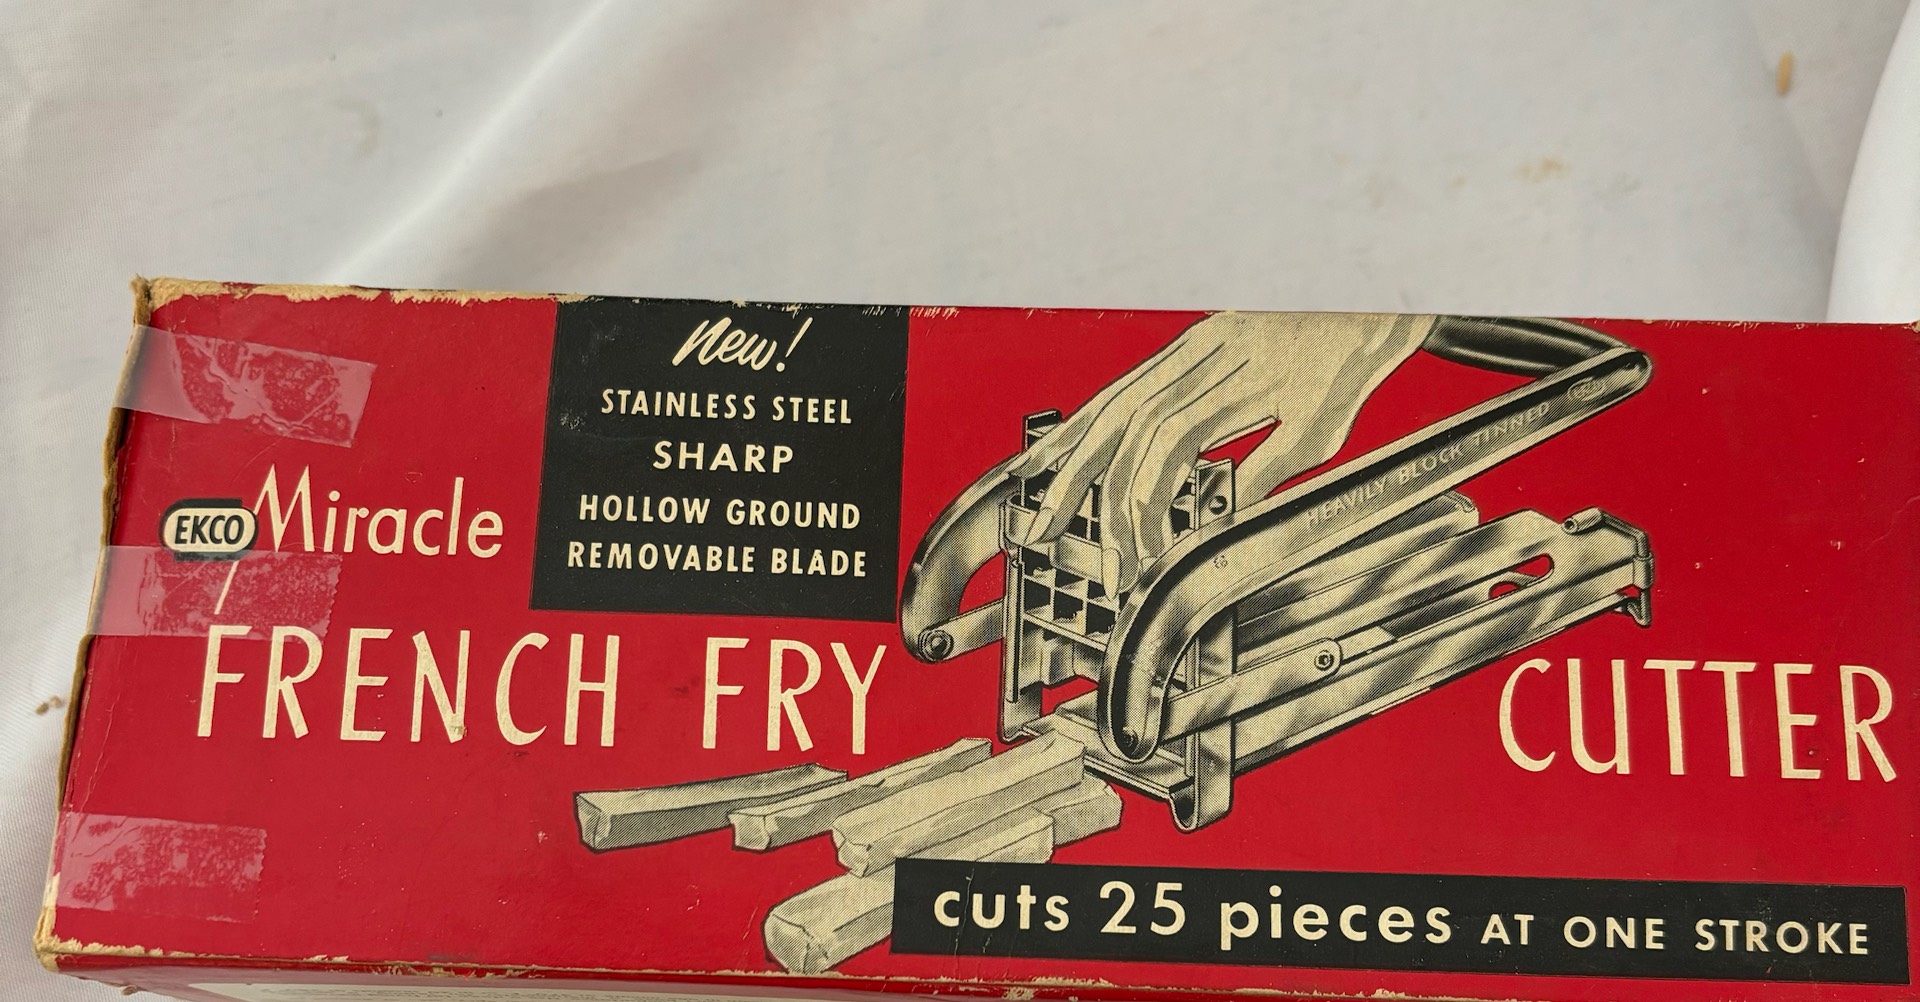 New!
STAINLESS STEEL
SHARP
HOLLOW GROUND
REMOVABLE BLADE
EKCO Miracle
FRENCH FRY CUTTER
HEAVILY BLOCK TINNED
cuts 25 pieces AT ONE STROKE